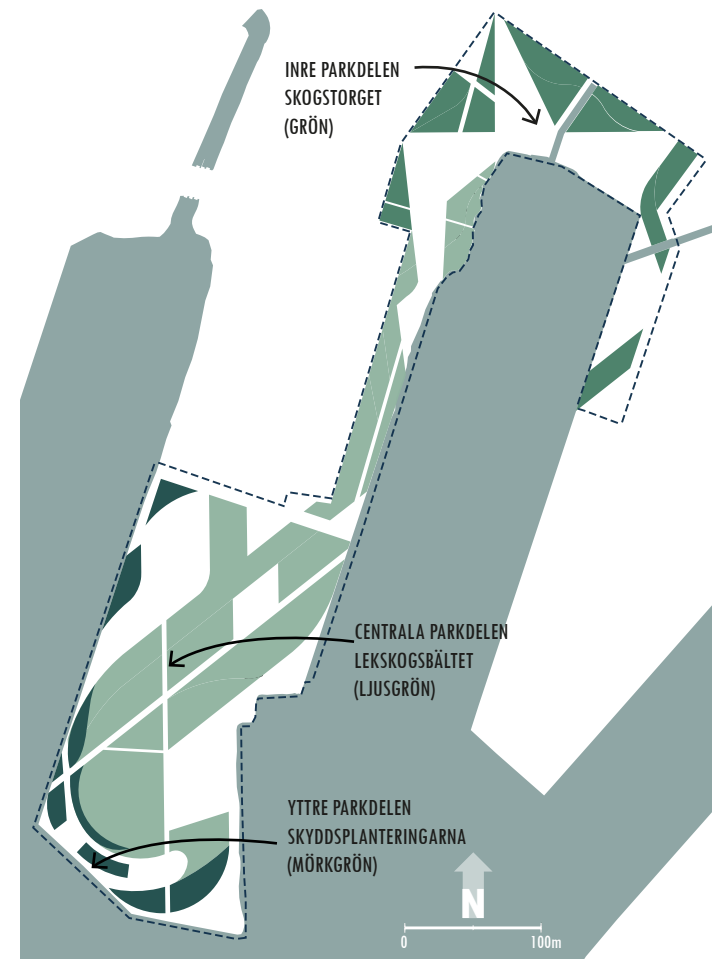 INRE PARKDELEN
SKOGSTORGET
(GRÖN)
CENTRALA PARKDELEN
LEKSKOGSBÄLTET
(LJUSGRÖN)
YTTRE PARKDELEN
SKYDDSPLANTERINGARNA
(MÖRKGRÖN)
N
0 100m